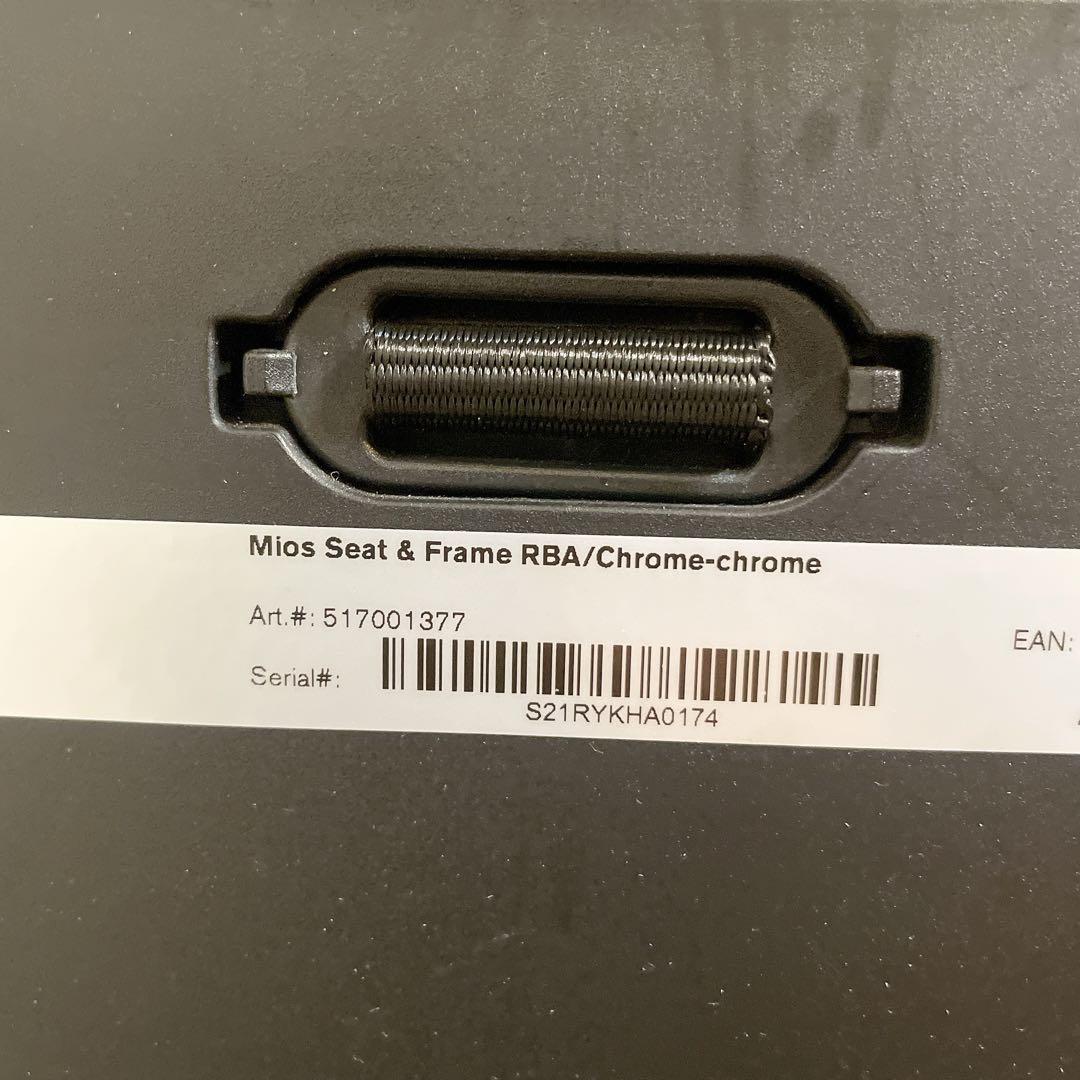 Mios Seat & Frame RBA/Chrome-chrome
Art.#: 517001377
EAN:
Serial#:
S21RYKHA0174